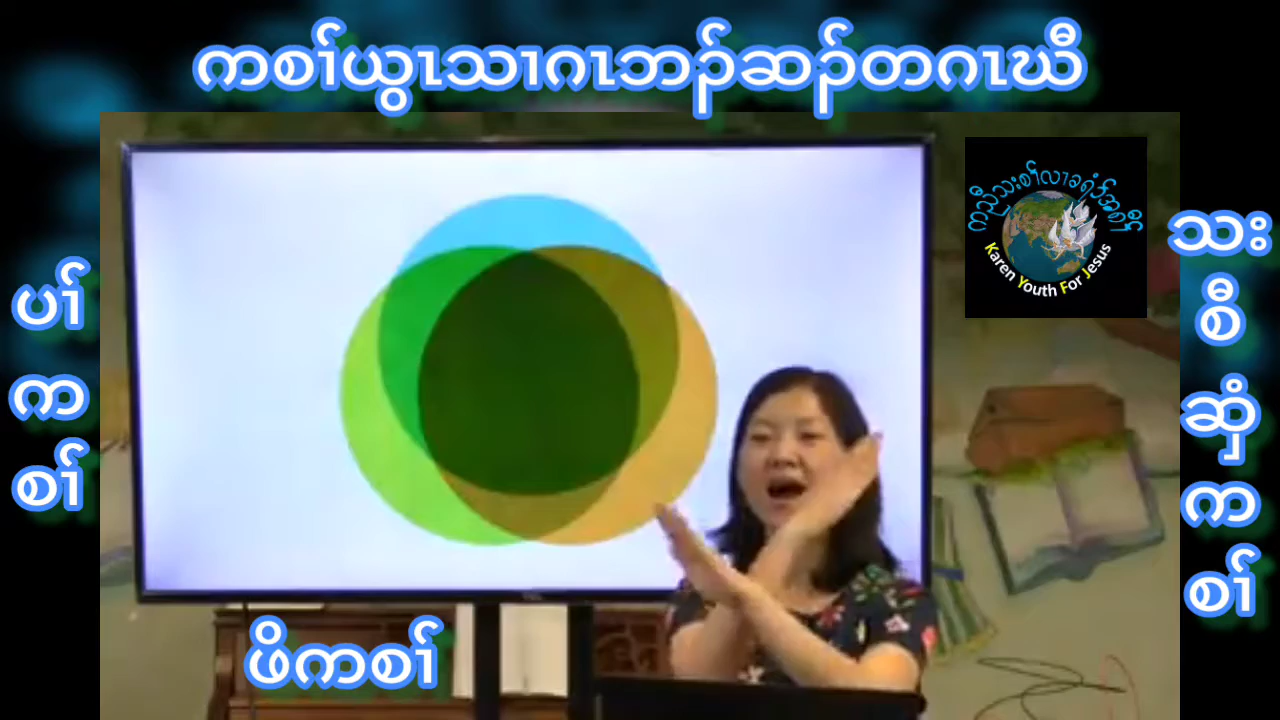 ကစၢ်ယွၤသၢဂၤဘၣ်ဆၣ်တဂၤဃီ
ပၢ်
က
စၢ်
သး
စီ
ဆှံ
က
စၢ်
ဖိကစၢ်
Karen Youth For Jesus